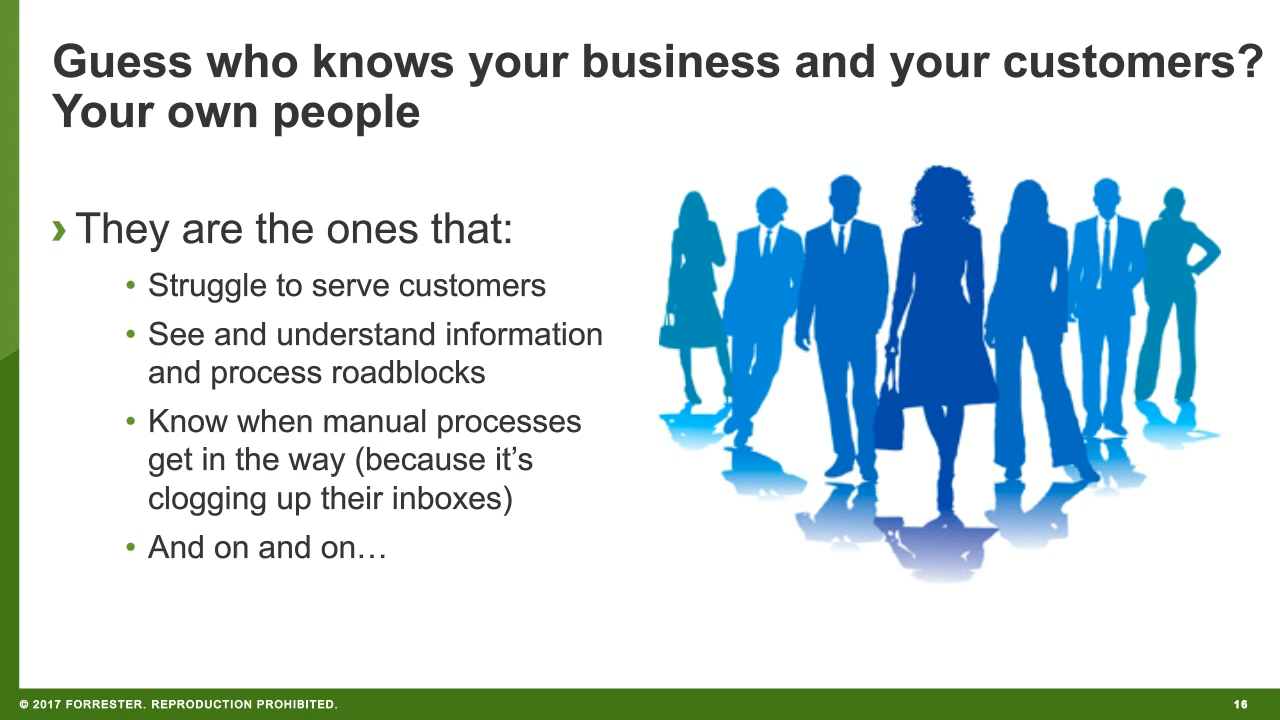 Guess who knows your business and your customers?
Your own people
› They are the ones that:
• Struggle to serve customers
• See and understand information
and process roadblocks
• Know when manual processes
get in the way (because it’s
clogging up their inboxes)
• And on and on…
© 2017 FORRESTER. REPRODUCTION PROHIBITED.
16